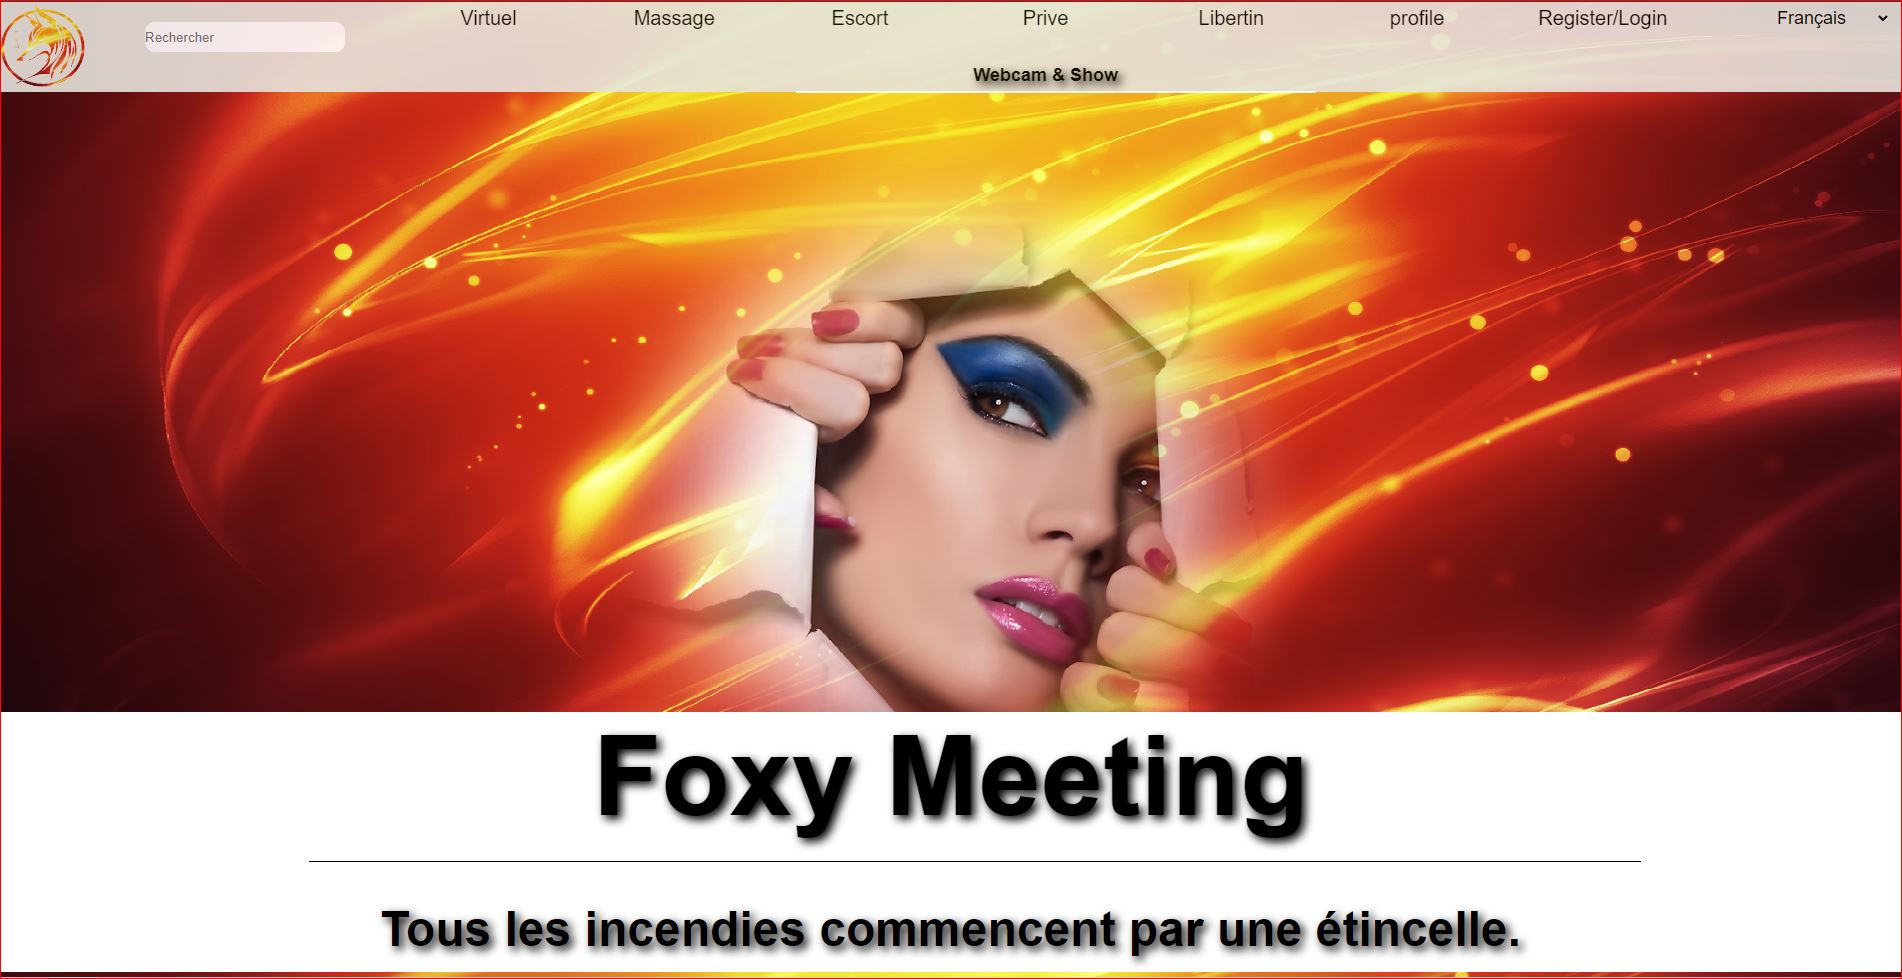 Rechercher
Virtuel Massage Escort Prive Libertin profile Register/Login Français
Webcam & Show
Foxy Meeting
Tous les incendies commencent par une étincelle.